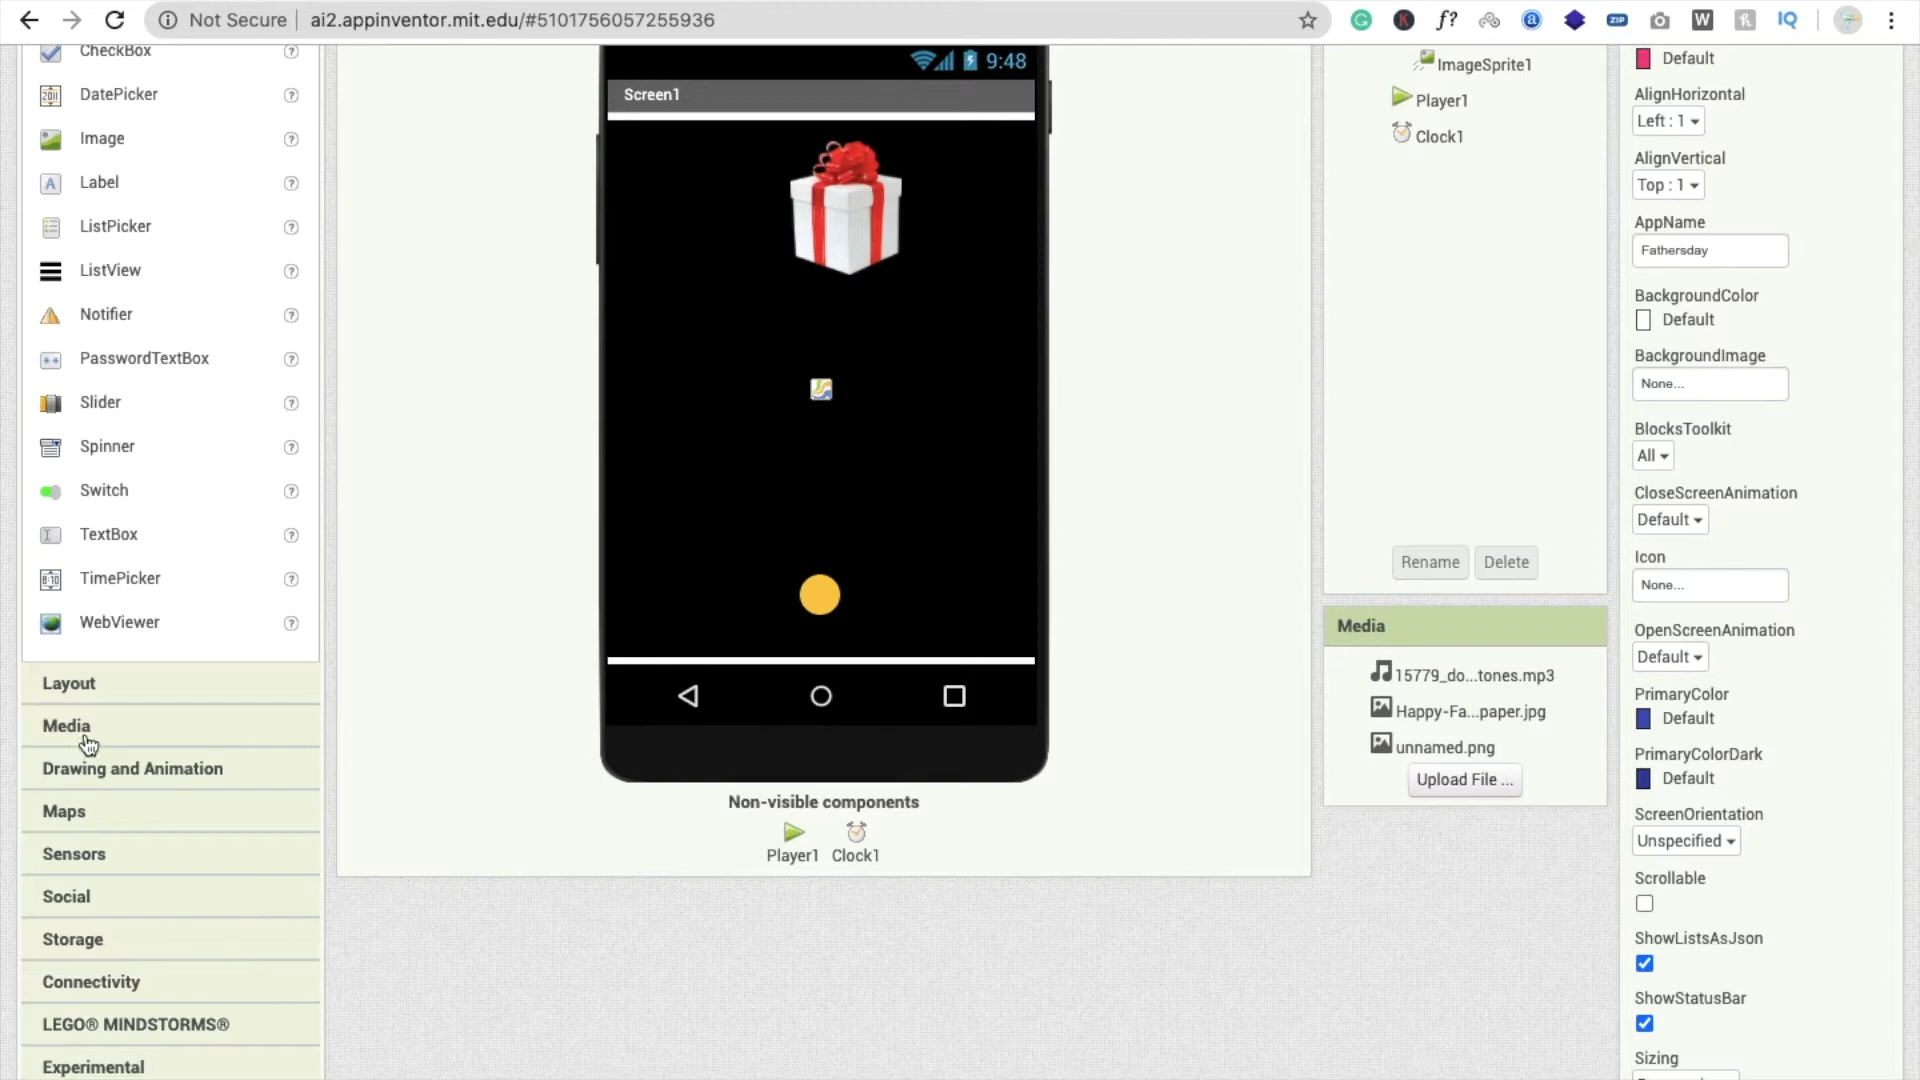 Not Secure
ai2.appinventor.mit.edu/#5101756057255936
CheckBox
DatePicker
Image
Label
ListPicker
ListView
Notifier
PasswordTextBox
Slider
Spinner
Switch
TextBox
TimePicker
WebViewer
Layout
Media
Drawing and Animation
Maps
Sensors
Social
Storage
Connectivity
LEGO® MINDSTORMS®
Experimental
9:48
Screen1
Non-visible components
Player1
Clock1
ImageSprite1
Player1
Clock1
Rename
Delete
Media
15779_do...tones.mp3
Happy-Fa...paper.jpg
unnamed.png
Upload File ...
Default
AlignHorizontal
Left : 1
AlignVertical
Top : 1
AppName
Fathersday
BackgroundColor
Default
BackgroundImage
None...
BlocksToolkit
All
CloseScreenAnimation
Default
Icon
None...
OpenScreenAnimation
Default
PrimaryColor
Default
PrimaryColorDark
Default
ScreenOrientation
Unspecified
Scrollable
ShowListsAsJson
ShowStatusBar
Sizing